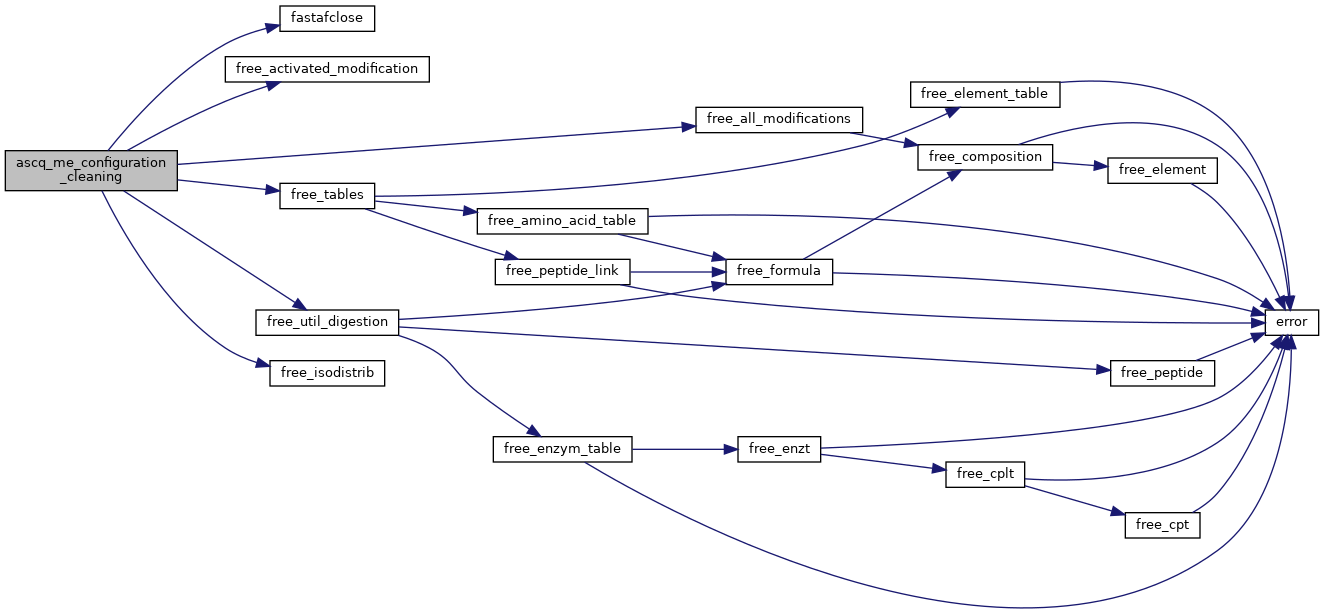 fastafclose
free_activated_modification
free_element_table
free_all_modifications
ascq_me_configuration
_cleaning
free_composition
free_element
free_tables
free_amino_acid_table
free_peptide_link
free_formula
free_util_digestion
error
free_isodistrib
free_peptide
free_enzym_table
free_enzt
free_cplt
free_cpt